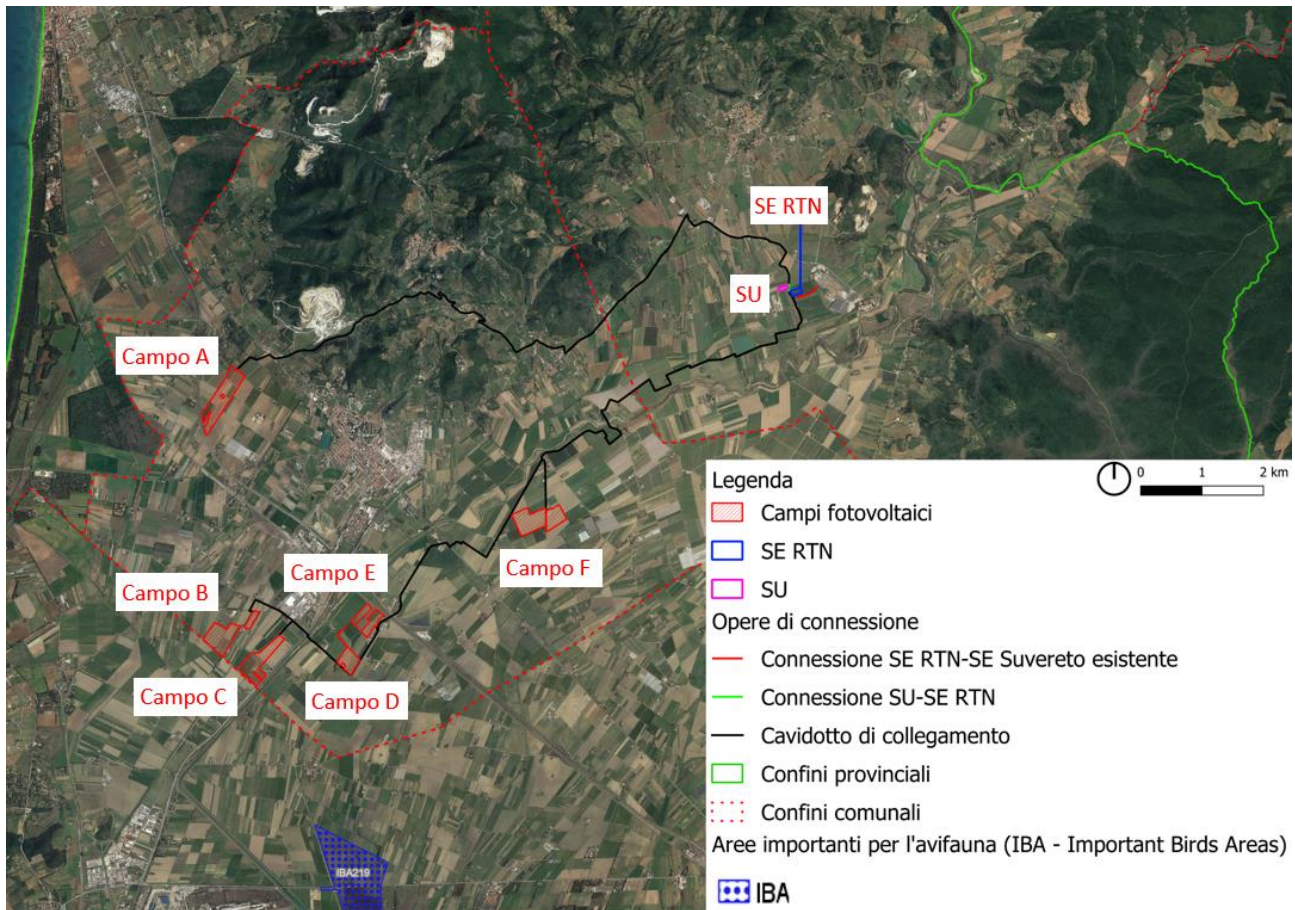 SE RTN
SU
Campo A
Campo E
Campo F
Campo B
Campo C
Campo D
IBA219
0 1 2 km
Legenda
Campi fotovoltaici
SE RTN
SU
Opere di connessione
Connessione SE RTN-SE Suvereto esistente
Connessione SU-SE RTN
Cavidotto di collegamento
Confini provinciali
Confini comunali
Aree importanti per l'avifauna (IBA - Important Birds Areas)
IBA